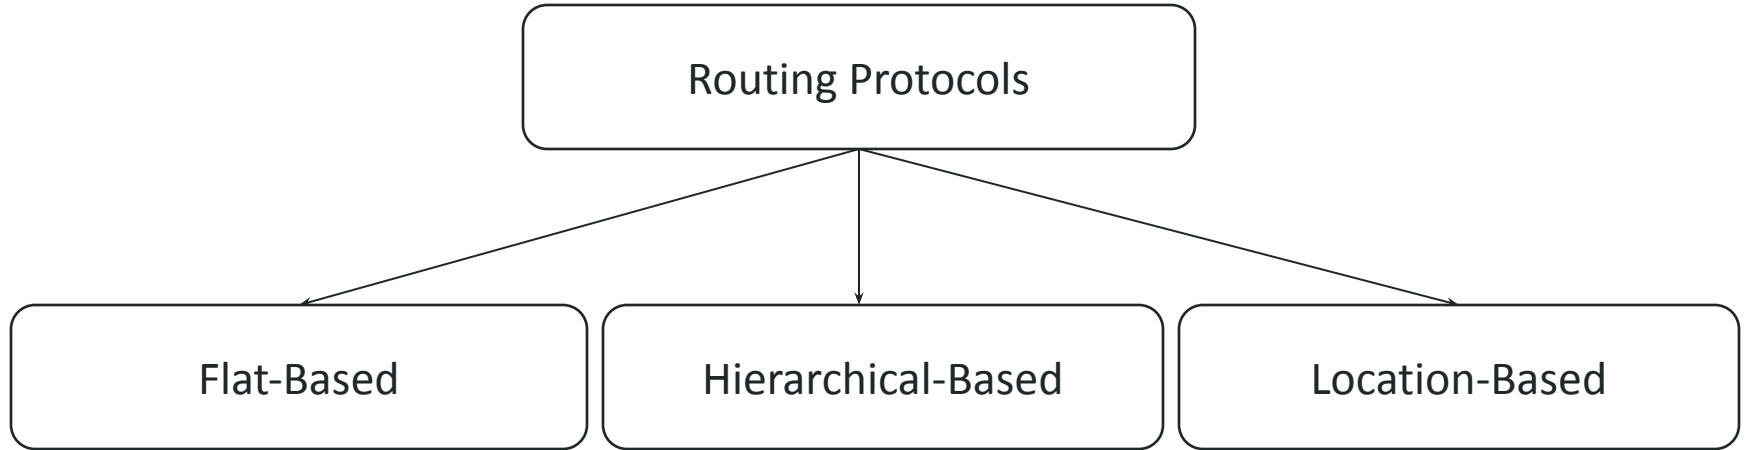 Routing Protocols
Flat-Based
Hierarchical-Based
Location-Based